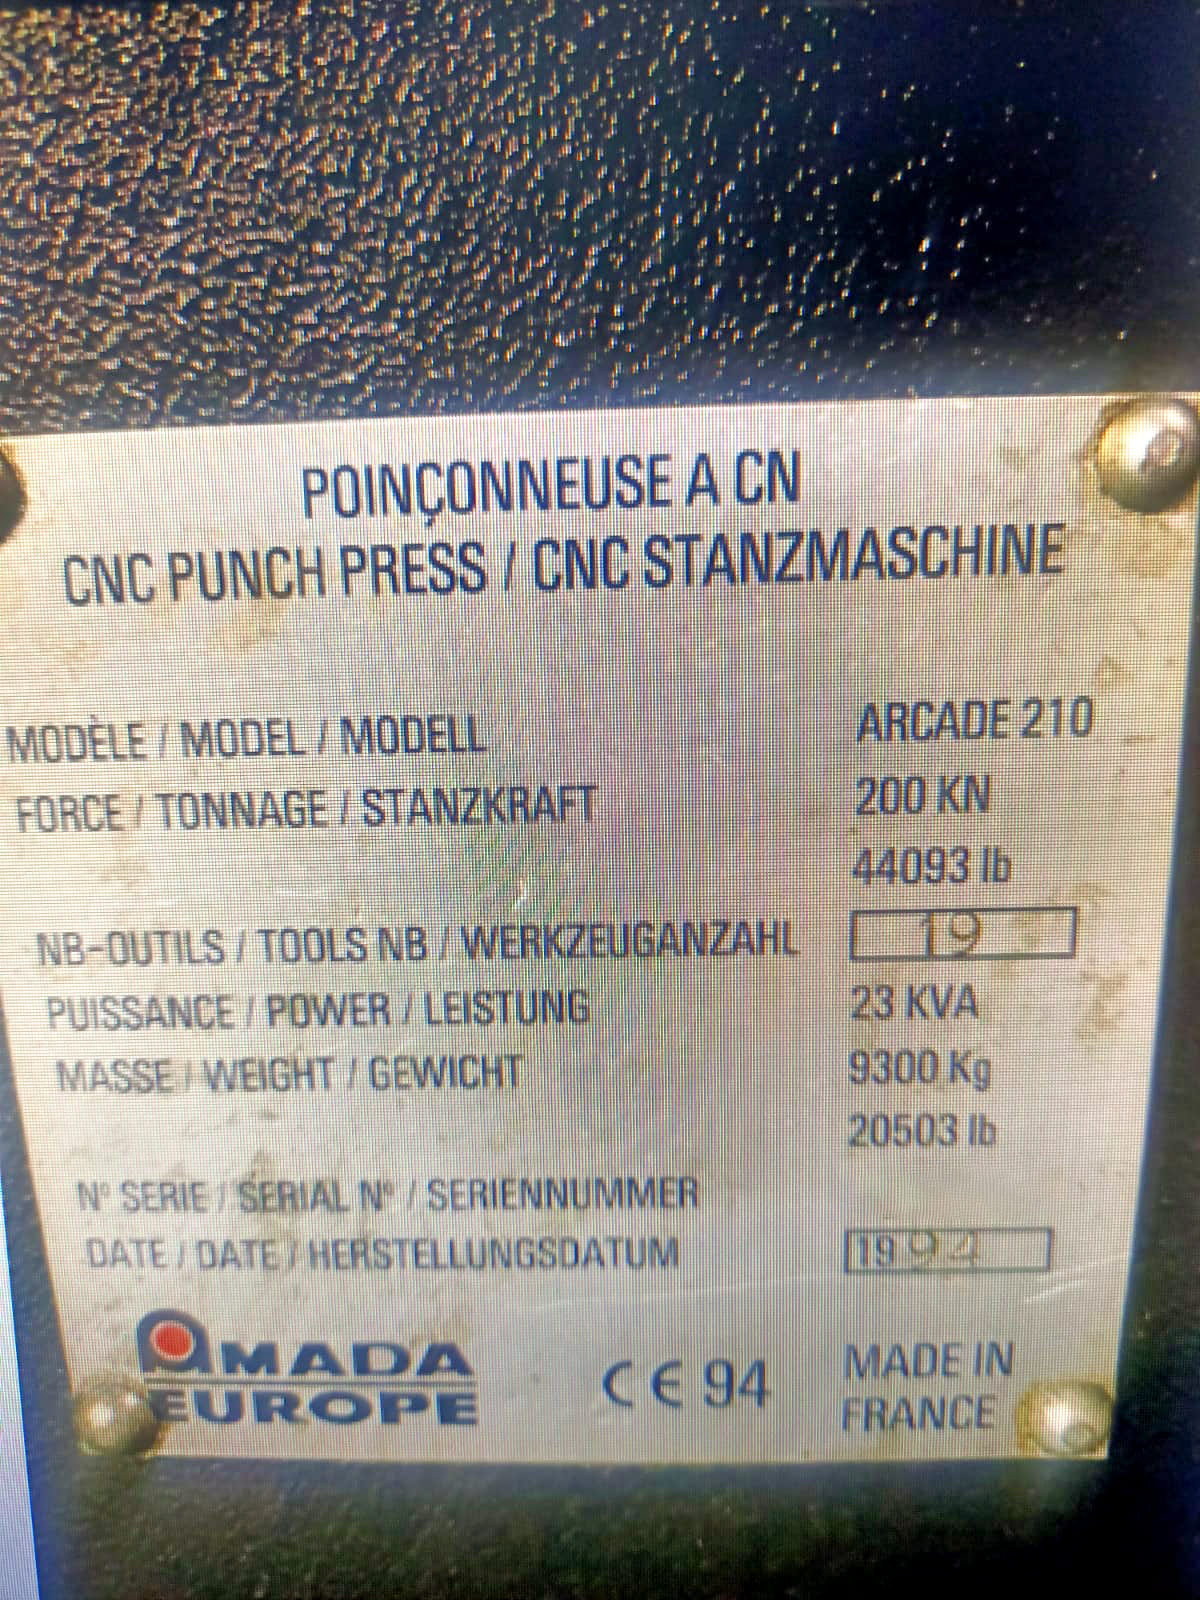 POINÇONNEUSE A CN
CNC PUNCH PRESS / CNC STANZMASCHINE
MODÈLE / MODEL / MODELL ARCADE 210
FORCE / TONNAGE / STANZKRAFT 200 KN
44093 lb
NB-OUTILS / TOOLS NB / WERKZEUGANZAHL 19
PUISSANCE / POWER / LEISTUNG 23 KVA
MASSE / WEIGHT / GEWICHT 9300 Kg
20503 lb
Nº SERIE / SERIAL Nº / SERIENNUMMER
DATE / DATE / HERSTELLUNGSDATUM 1994
AMADA
EUROPE
CE 94
MADE IN
FRANCE